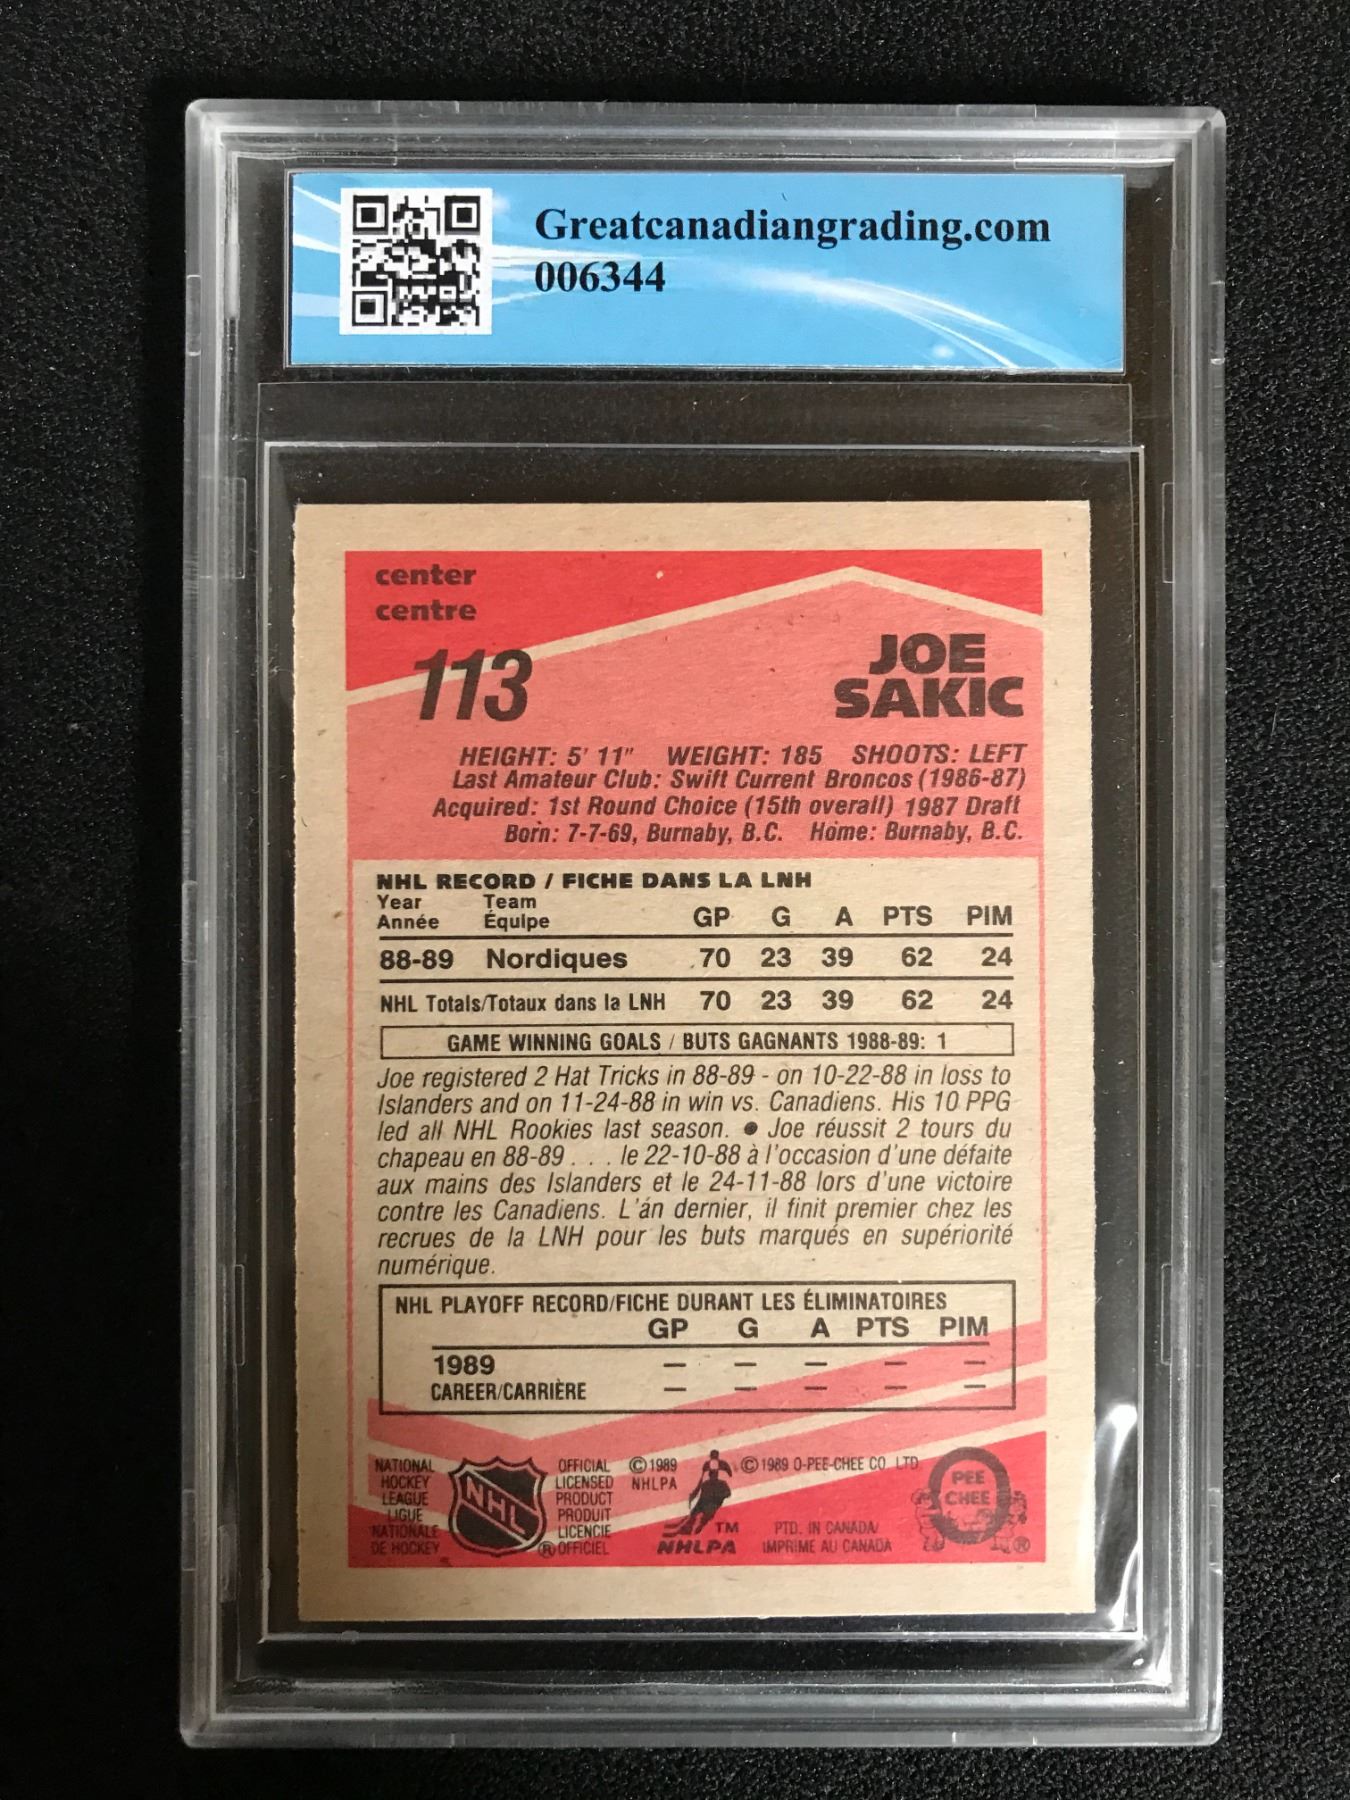 Greatcanadiangrading.com
006344
center
centre
113
JOE
SAKIC
HEIGHT: 5' 11" WEIGHT: 185 SHOOTS: LEFT
Last Amateur Club: Swift Current Broncos (1986-87)
Acquired: 1st Round Choice (15th overall) 1987 Draft
Born: 7-7-69, Burnaby, B.C. Home: Burnaby, B.C.
NHL RECORD / FICHE DANS LA LNH
Year Team
Année Équipe GP G A PTS PIM
88-89 Nordiques 70 23 39 62 24
NHL Totals/Totaux dans la LNH 70 23 39 62 24
GAME WINNING GOALS / BUTS GAGNANTS 1988-89: 1
Joe registered 2 Hat Tricks in 88-89 - on 10-22-88 in loss to
Islanders and on 11-24-88 in win vs. Canadiens. His 10 PPG
led all NHL Rookies last season. ● Joe réussit 2 tours du
chapeau en 88-89 . . . le 22-10-88 à l'occasion d'une défaite
aux mains des Islanders et le 24-11-88 lors d'une victoire
contre les Canadiens. L'án dernier, il finit premier chez les
recrues de la LNH pour les buts marqués en supériorité
numérique.
NHL PLAYOFF RECORD/FICHE DURANT LES ÉLIMINATOIRES
GP G A PTS PIM
1989 — — — — —
CAREER/CARRIÈRE — — — — —
NATIONAL
HOCKEY
LEAGUE
LIGUE
NATIONALE
DE HOCKEY
NHL
®
OFFICIAL
LICENSED
PRODUCT
PRODUIT
LICENCIE
OFFICIEL
© 1989
NHLPA
TM
NHLPA
© 1989 O-PEE-CHEE CO. LTD.
PTD. IN CANADA/
IMPRIME AU CANADA
O
PEE
CHEE
®